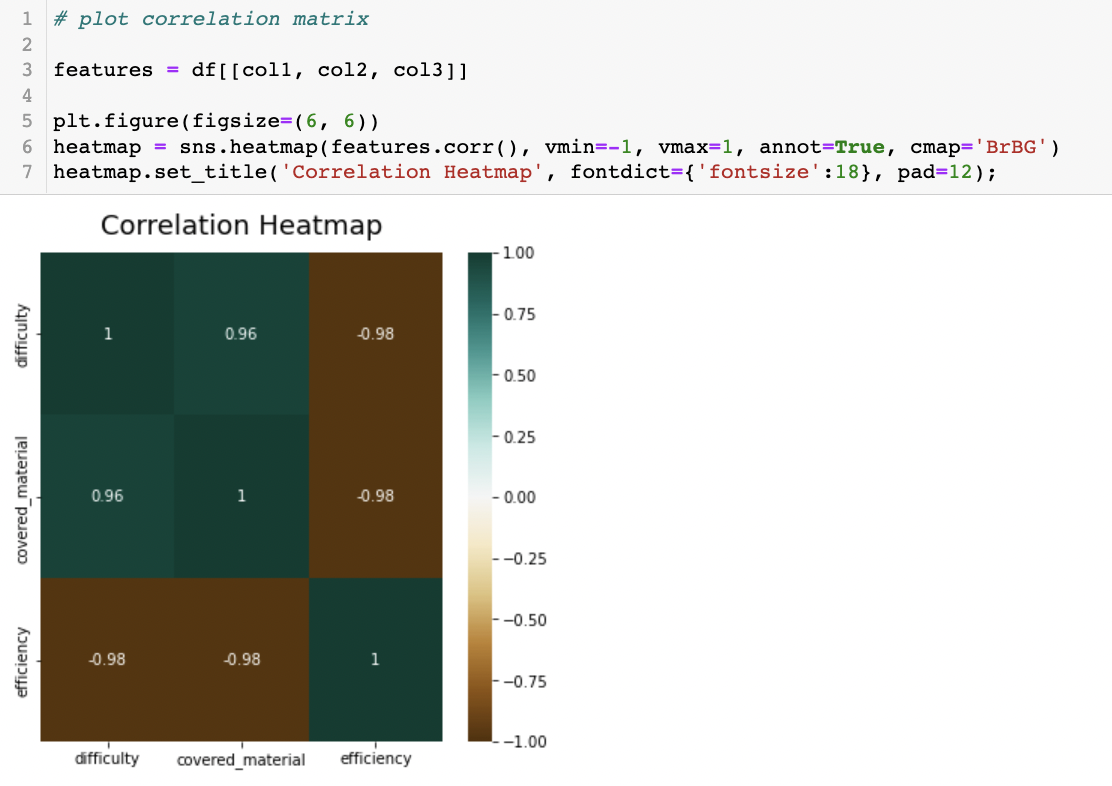 1 # plot correlation matrix
2
3 features = df[[col1, col2, col3]]
4
5 plt.figure(figsize=(6, 6))
6 heatmap = sns.heatmap(features.corr(), vmin=-1, vmax=1, annot=True, cmap='BrBG')
7 heatmap.set_title('Correlation Heatmap', fontdict={'fontsize':18}, pad=12);
Correlation Heatmap
difficulty
1 0.96 -0.98
covered_material
0.96 1 -0.98
efficiency
-0.98 -0.98 1
difficulty covered_material efficiency
1.00
0.75
0.50
0.25
0.00
−0.25
−0.50
−0.75
−1.00